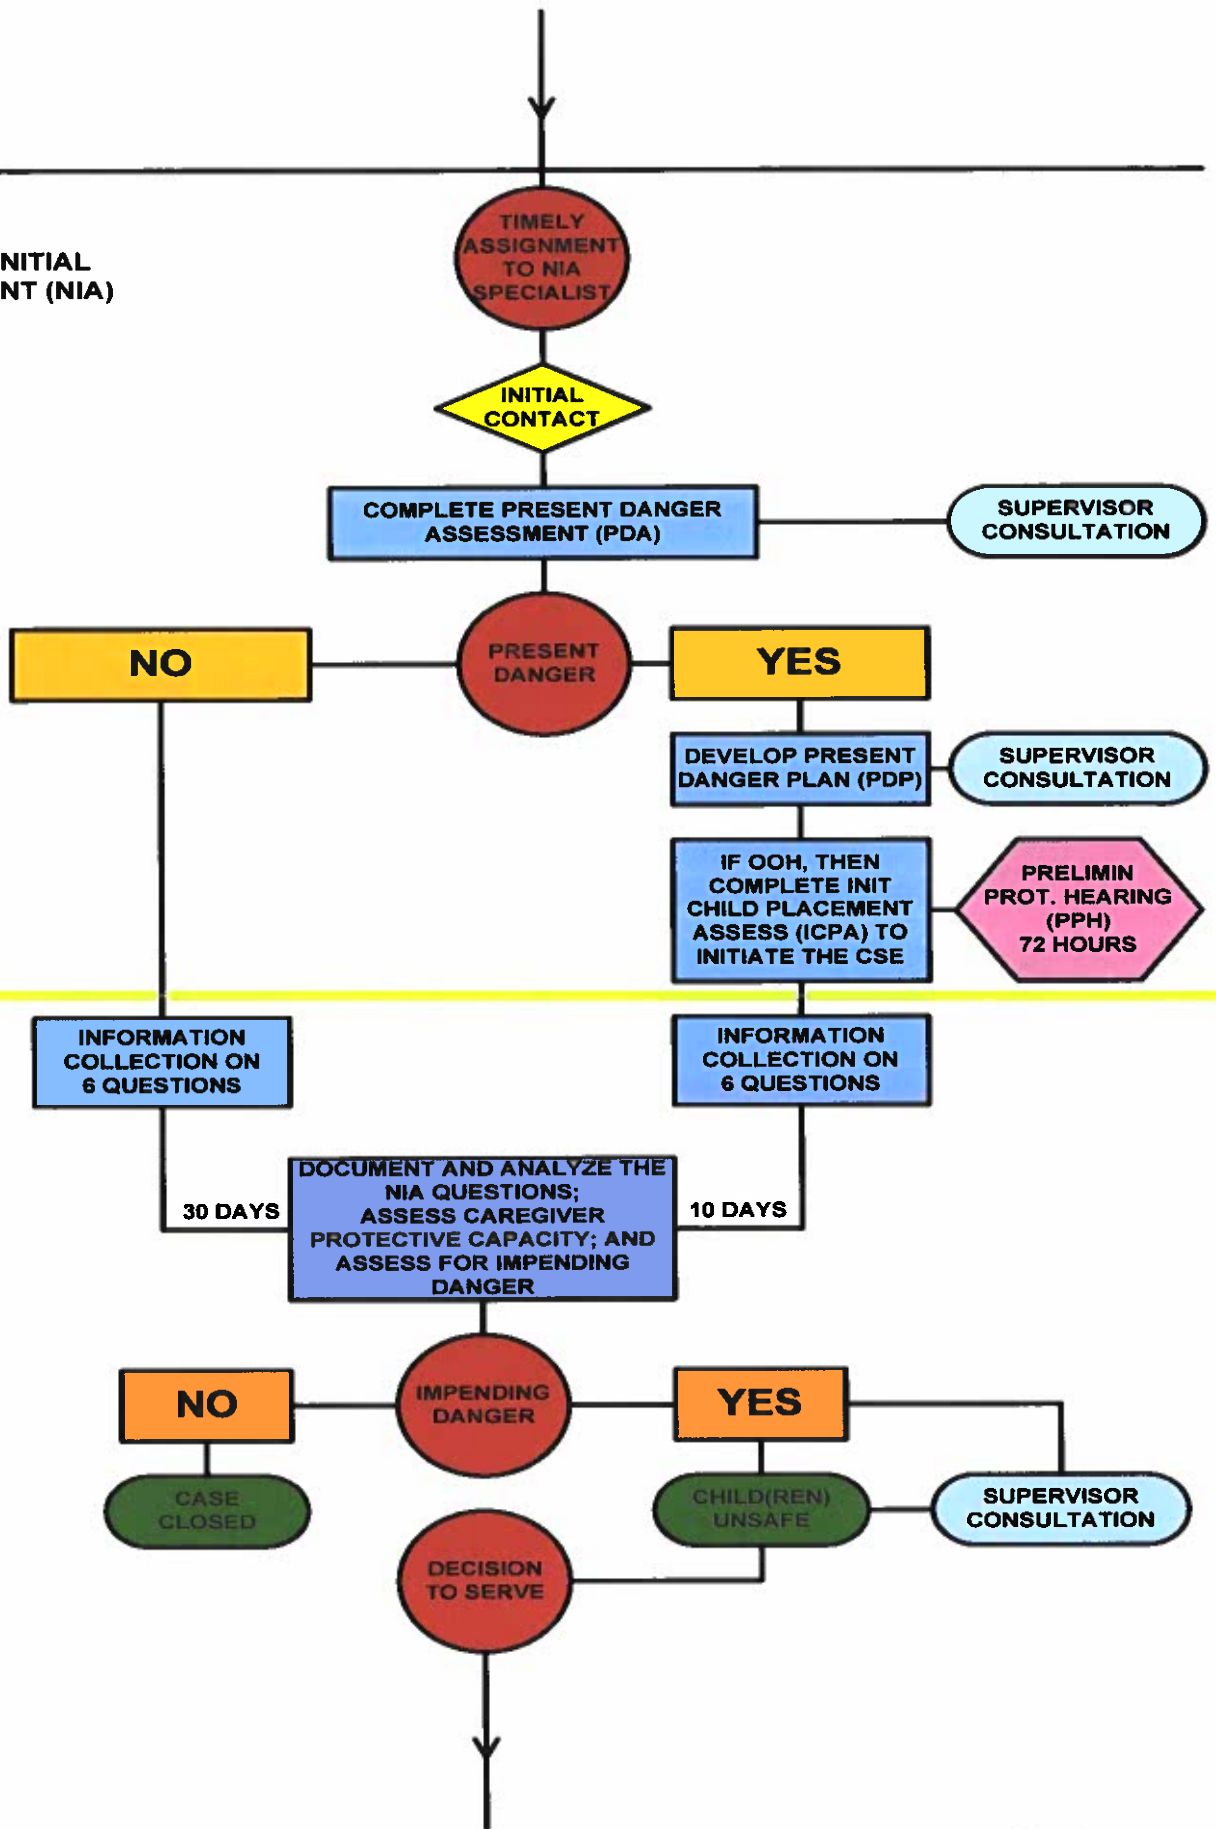 TIMELY
ASSIGNMENT
TO NIA
SPECIALIST
NITIAL
NT (NIA)
INITIAL
CONTACT
COMPLETE PRESENT DANGER
ASSESSMENT (PDA)
SUPERVISOR
CONSULTATION
NO
PRESENT
DANGER
YES
DEVELOP PRESENT
DANGER PLAN (PDP)
SUPERVISOR
CONSULTATION
IF OOH, THEN
COMPLETE INIT
CHILD PLACEMENT
ASSESS (ICPA) TO
INITIATE THE CSE
PRELIMIN
PROT. HEARING
(PPH)
72 HOURS
INFORMATION
COLLECTION ON
6 QUESTIONS
INFORMATION
COLLECTION ON
6 QUESTIONS
30 DAYS
DOCUMENT AND ANALYZE THE
NIA QUESTIONS;
ASSESS CAREGIVER
PROTECTIVE CAPACITY; AND
ASSESS FOR IMPENDING
DANGER
10 DAYS
NO
IMPENDING
DANGER
YES
CASE
CLOSED
CHILD(REN)
UNSAFE
SUPERVISOR
CONSULTATION
DECISION
TO SERVE